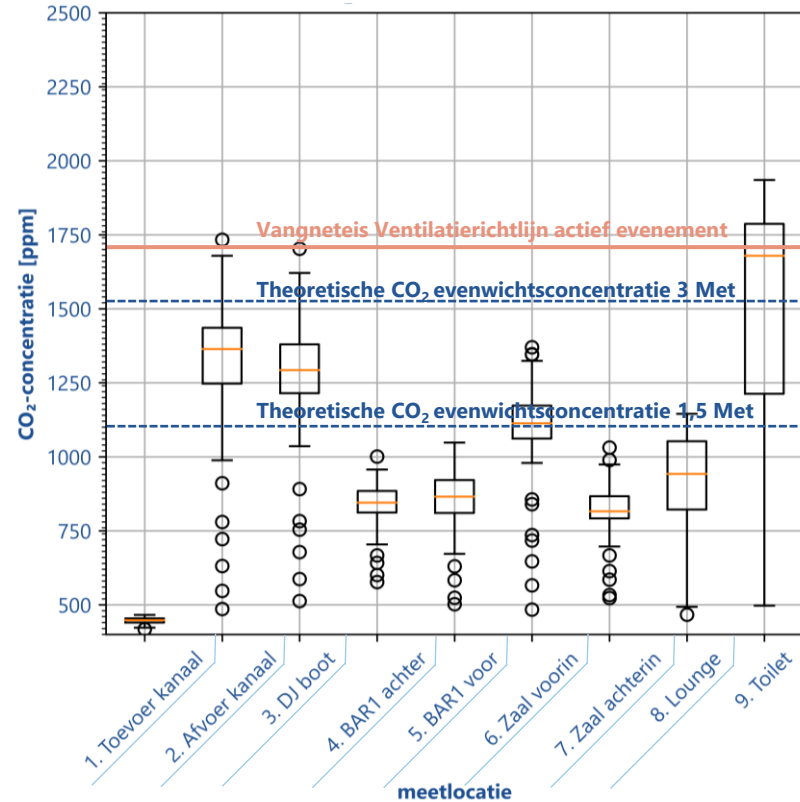 2500
2250
2000
1750
1500
1250
1000
750
500
CO₂-concentratie [ppm]
Vangneteis Ventilatierichtlijn actief evenement
Theoretische CO₂ evenwichtsconcentratie 3 Met
Theoretische CO₂ evenwichtsconcentratie 1,5 Met
1. Toevoer kanaal
2. Afvoer kanaal
3. DJ boot
4. BAR1 achter
5. BAR1 voor
6. Zaal voorin
7. Zaal achterin
8. Lounge
9. Toilet
meetlocatie